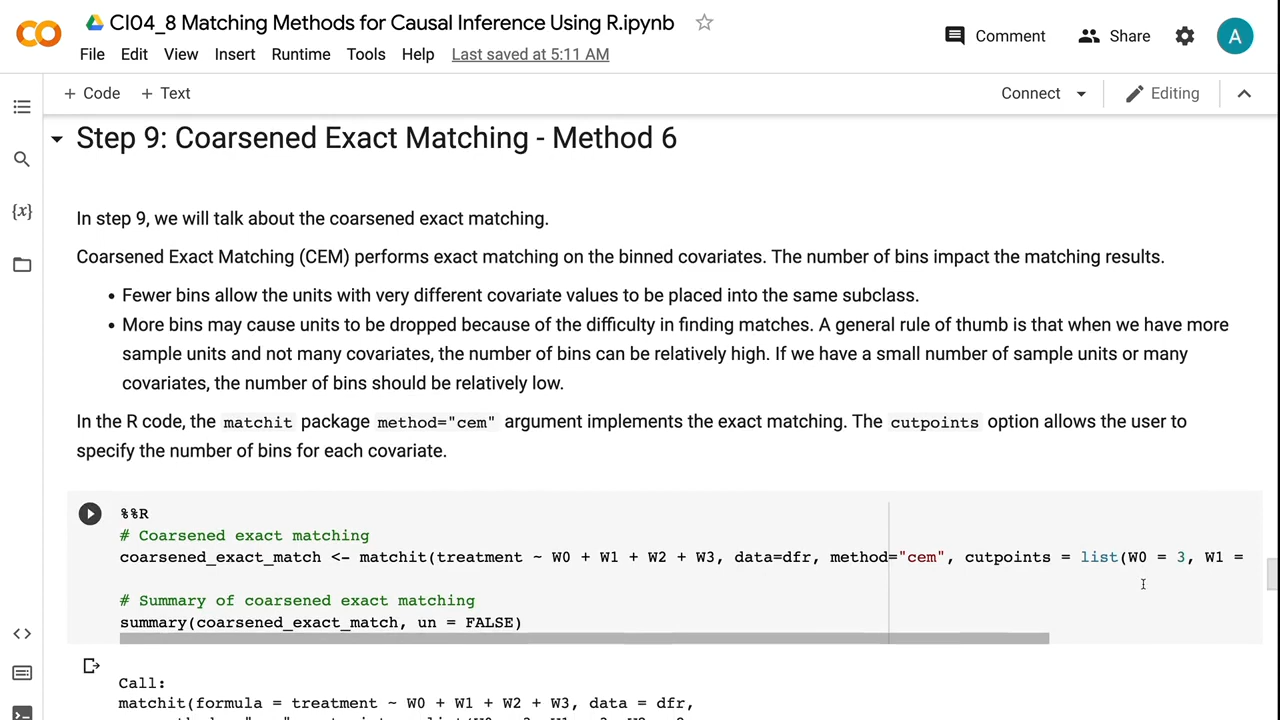 CI04_8 Matching Methods for Causal Inference Using R.ipynb
File Edit View Insert Runtime Tools Help Last saved at 5:11 AM
Comment Share A
+ Code + Text Connect Editing
Step 9: Coarsened Exact Matching - Method 6
In step 9, we will talk about the coarsened exact matching.
Coarsened Exact Matching (CEM) performs exact matching on the binned covariates. The number of bins impact the matching results.
• Fewer bins allow the units with very different covariate values to be placed into the same subclass.
• More bins may cause units to be dropped because of the difficulty in finding matches. A general rule of thumb is that when we have more
sample units and not many covariates, the number of bins can be relatively high. If we have a small number of sample units or many
covariates, the number of bins should be relatively low.
In the R code, the matchit package method="cem" argument implements the exact matching. The cutpoints option allows the user to
specify the number of bins for each covariate.
%%R
# Coarsened exact matching
coarsened_exact_match <- matchit(treatment ~ W0 + W1 + W2 + W3, data=dfr, method="cem", cutpoints = list(W0 = 3, W1 =
# Summary of coarsened exact matching
summary(coarsened_exact_match, un = FALSE)
Call:
matchit(formula = treatment ~ W0 + W1 + W2 + W3, data = dfr,